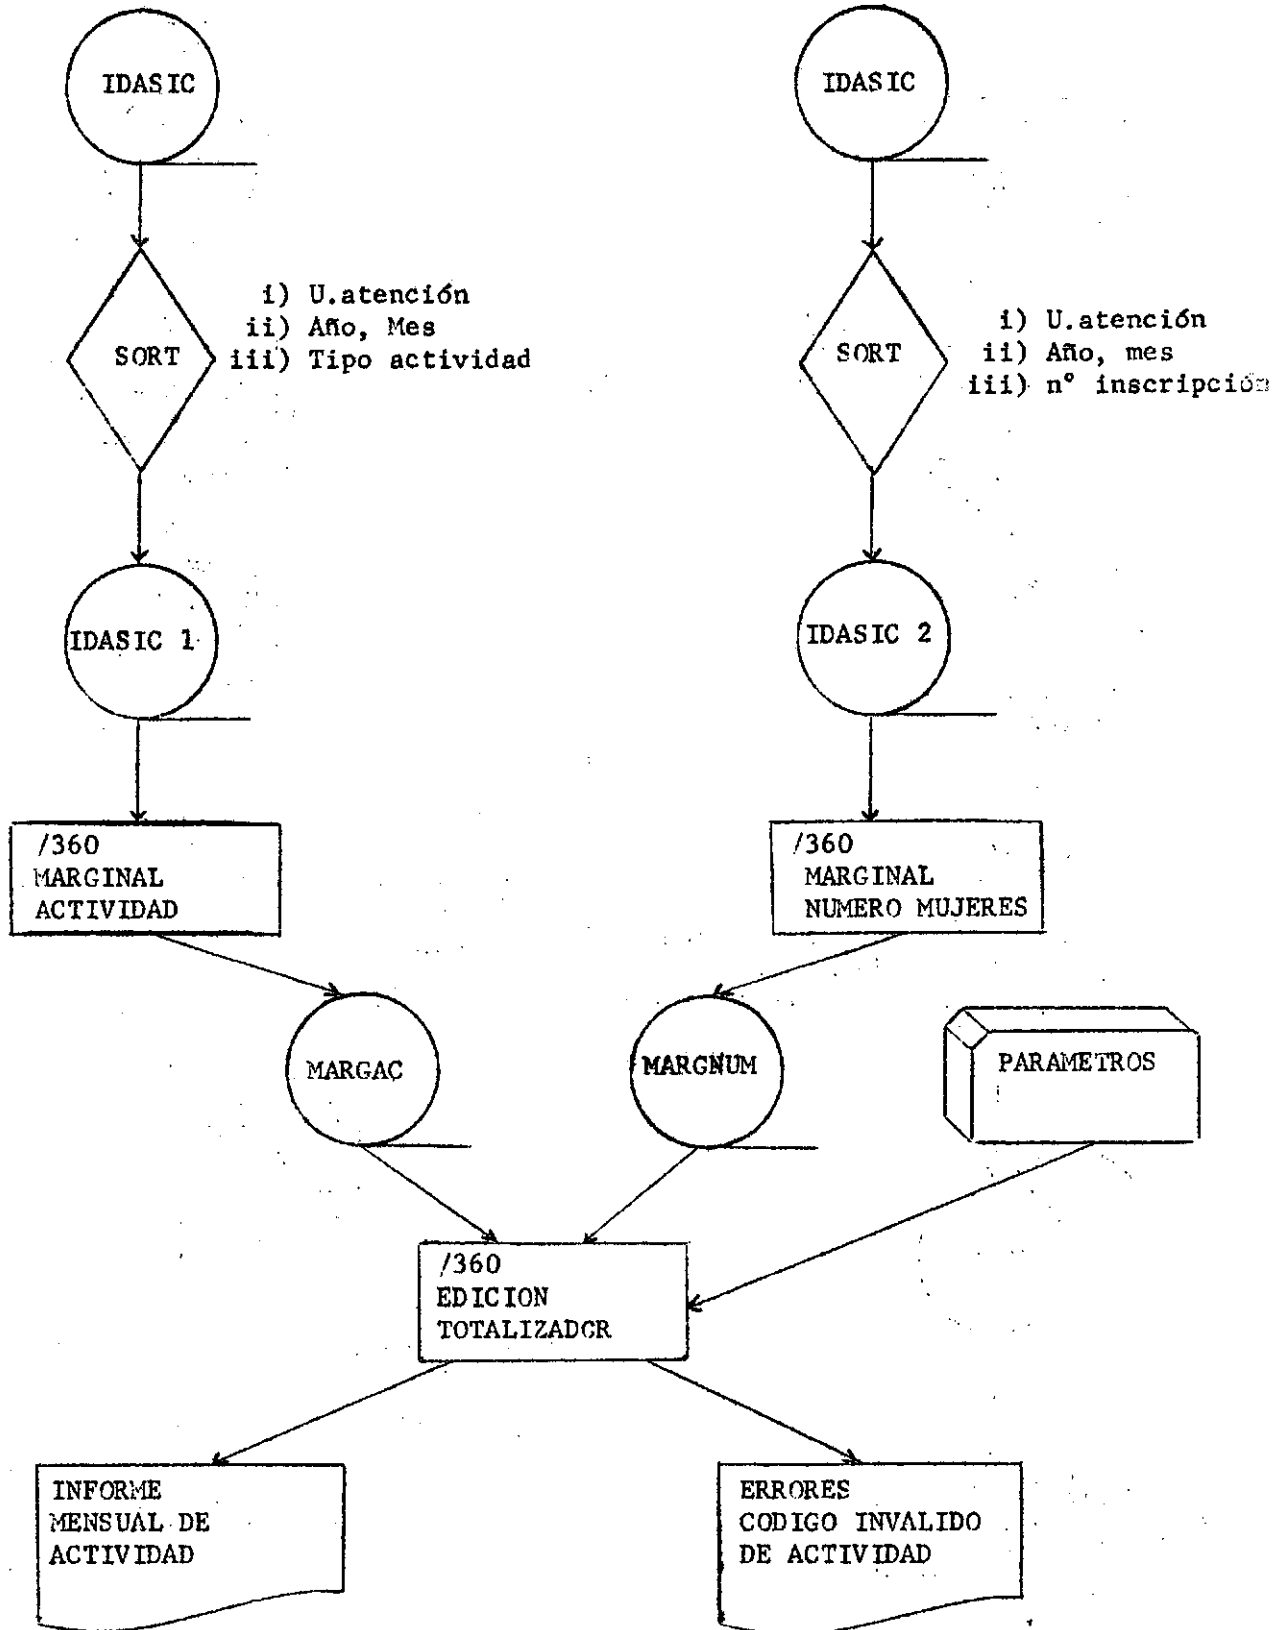 IDASIC
IDASIC
SORT
i) U.atención
ii) Año, Mes
iii) Tipo actividad
SORT
i) U.atención
ii) Año, mes
iii) n° inscripción
IDASIC 1
IDASIC 2
/360
MARGINAL
ACTIVIDAD
/360
MARGINAL
NUMERO MUJERES
MARGAC
MARGNUM
PARAMETROS
/360
EDICION
TOTALIZADOR
INFORME
MENSUAL DE
ACTIVIDAD
ERRORES
CODIGO INVALIDO
DE ACTIVIDAD